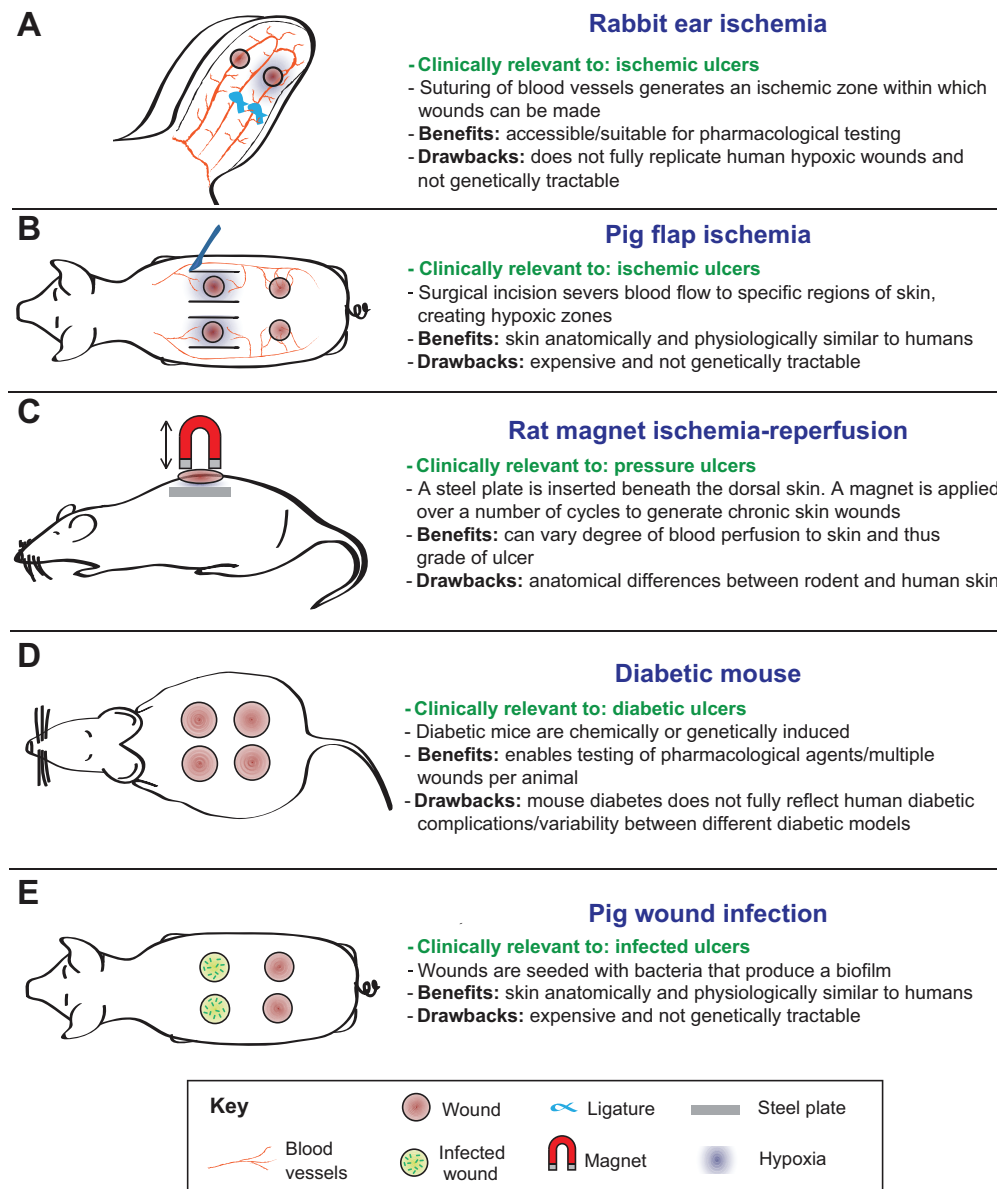 A
Rabbit ear ischemia
- Clinically relevant to: ischemic ulcers
- Suturing of blood vessels generates an ischemic zone within which
wounds can be made
- Benefits: accessible/suitable for pharmacological testing
- Drawbacks: does not fully replicate human hypoxic wounds and
not genetically tractable
B
Pig flap ischemia
- Clinically relevant to: ischemic ulcers
- Surgical incision severs blood flow to specific regions of skin,
creating hypoxic zones
- Benefits: skin anatomically and physiologically similar to humans
- Drawbacks: expensive and not genetically tractable
C
Rat magnet ischemia-reperfusion
- Clinically relevant to: pressure ulcers
- A steel plate is inserted beneath the dorsal skin. A magnet is applied
over a number of cycles to generate chronic skin wounds
- Benefits: can vary degree of blood perfusion to skin and thus
grade of ulcer
- Drawbacks: anatomical differences between rodent and human skin
D
Diabetic mouse
- Clinically relevant to: diabetic ulcers
- Diabetic mice are chemically or genetically induced
- Benefits: enables testing of pharmacological agents/multiple
wounds per animal
- Drawbacks: mouse diabetes does not fully reflect human diabetic
complications/variability between different diabetic models
E
Pig wound infection
- Clinically relevant to: infected ulcers
- Wounds are seeded with bacteria that produce a biofilm
- Benefits: skin anatomically and physiologically similar to humans
- Drawbacks: expensive and not genetically tractable
Key
Wound
Ligature
Steel plate
Blood
vessels
Infected
wound
Magnet
Hypoxia